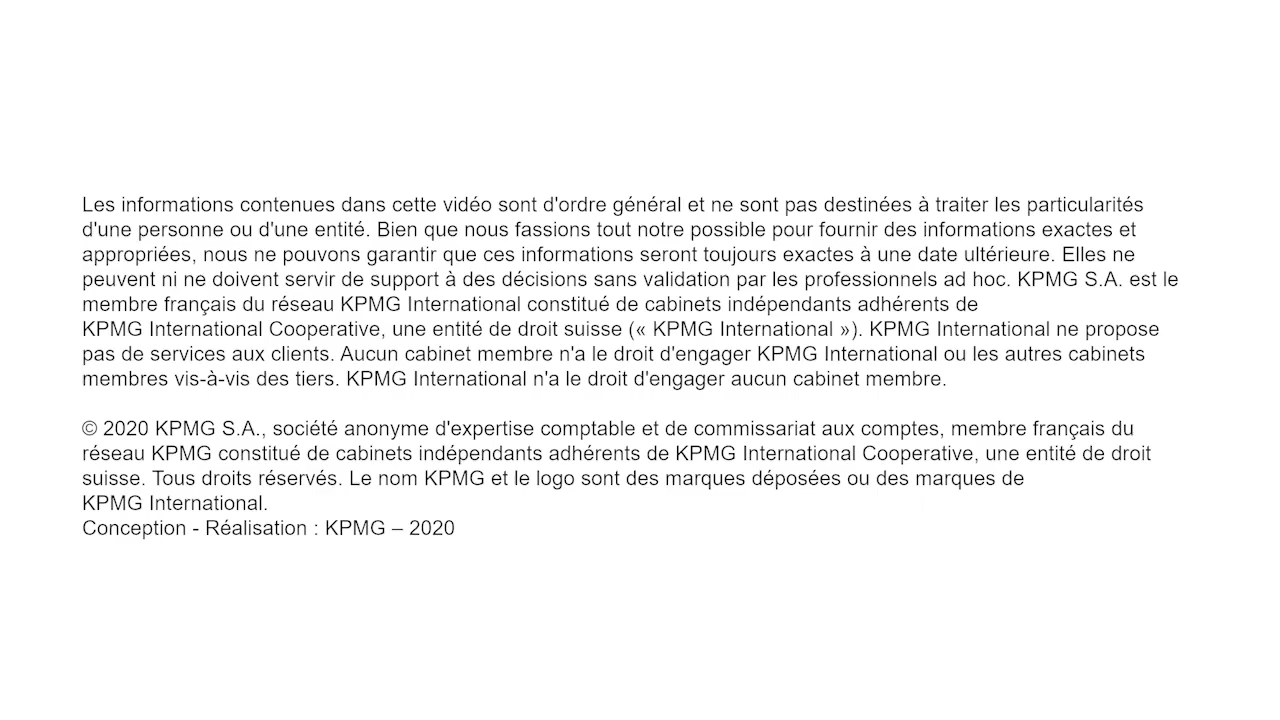 Les informations contenues dans cette vidéo sont d'ordre général et ne sont pas destinées à traiter les particularités
d'une personne ou d'une entité. Bien que nous fassions tout notre possible pour fournir des informations exactes et
appropriées, nous ne pouvons garantir que ces informations seront toujours exactes à une date ultérieure. Elles ne
peuvent ni ne doivent servir de support à des décisions sans validation par les professionnels ad hoc. KPMG S.A. est le
membre français du réseau KPMG International constitué de cabinets indépendants adhérents de
KPMG International Cooperative, une entité de droit suisse (« KPMG International »). KPMG International ne propose
pas de services aux clients. Aucun cabinet membre n'a le droit d'engager KPMG International ou les autres cabinets
membres vis-à-vis des tiers. KPMG International n'a le droit d'engager aucun cabinet membre.
© 2020 KPMG S.A., société anonyme d'expertise comptable et de commissariat aux comptes, membre français du
réseau KPMG constitué de cabinets indépendants adhérents de KPMG International Cooperative, une entité de droit
suisse. Tous droits réservés. Le nom KPMG et le logo sont des marques déposées ou des marques de
KPMG International.
Conception - Réalisation : KPMG – 2020